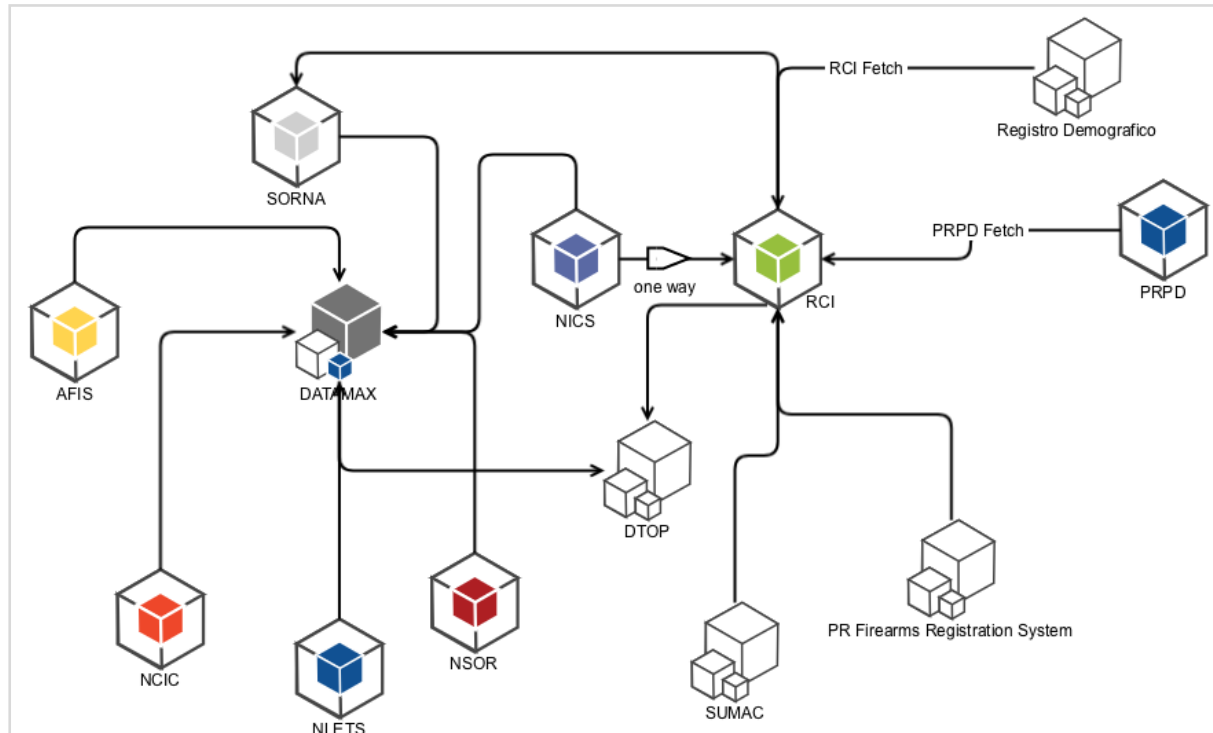 RCI Fetch
Registro Demografico
SORNA
PRPD Fetch
one way
NICS
RCI
PRPD
AFIS
DATAMAX
DTOP
NCIC
NSOR
NLETS
PR Firearms Registration System
SUMAC